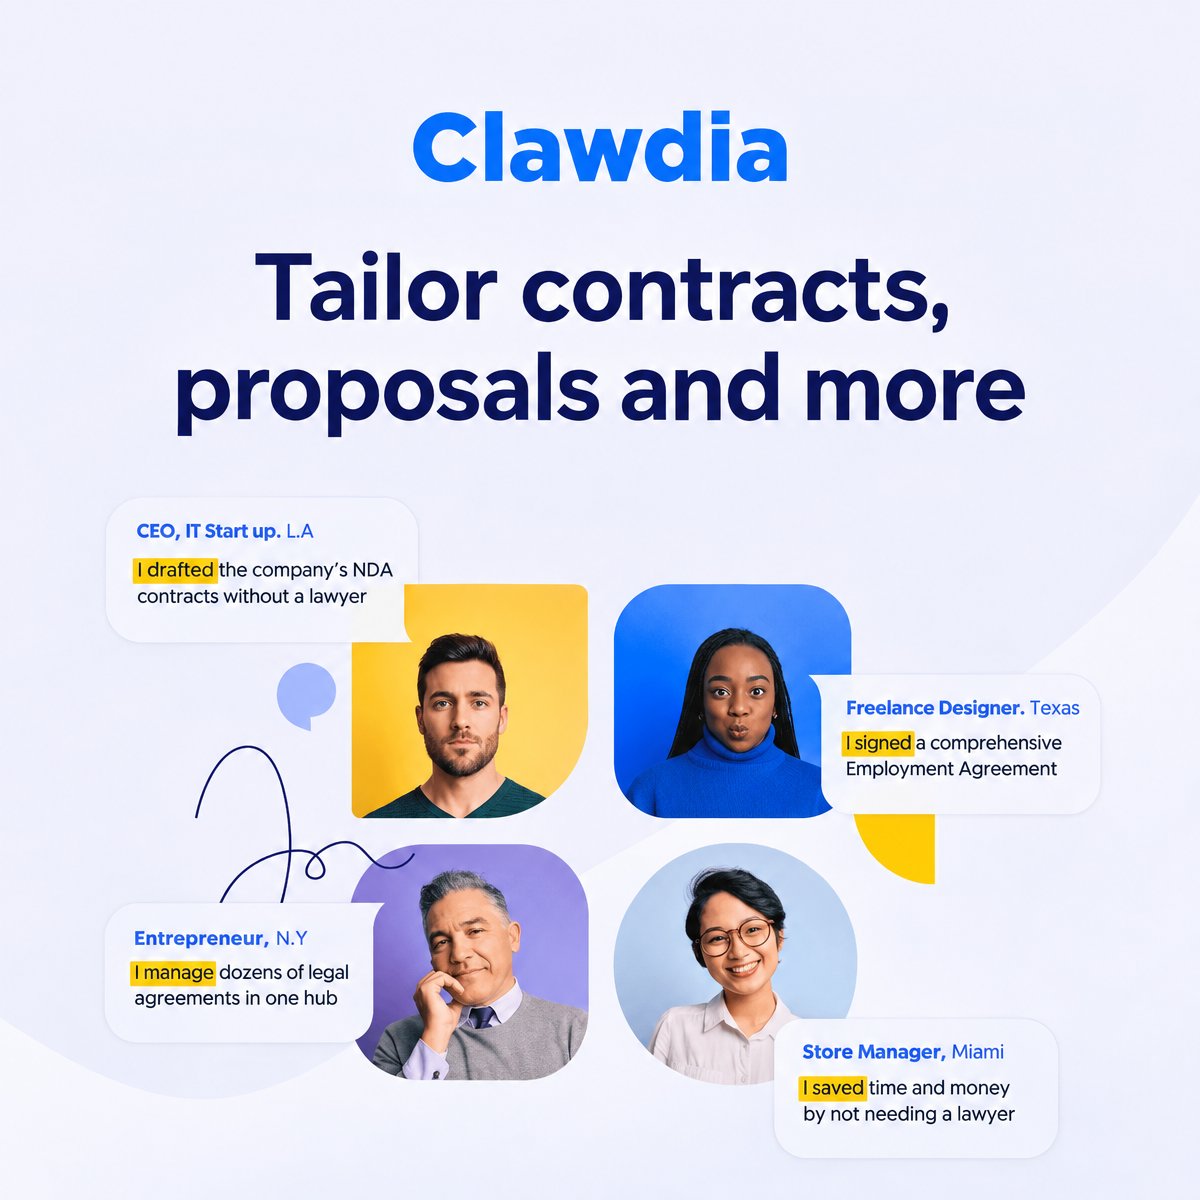 Clawdia
Tailor contracts,
proposals and more
CEO, IT Start up. L.A
I drafted the company's NDA
contracts without a lawyer
Freelance Designer. Texas
I signed a comprehensive
Employment Agreement
Entrepreneur, N.Y
I manage dozens of legal
agreements in one hub
Store Manager, Miami
I saved time and money
by not needing a lawyer